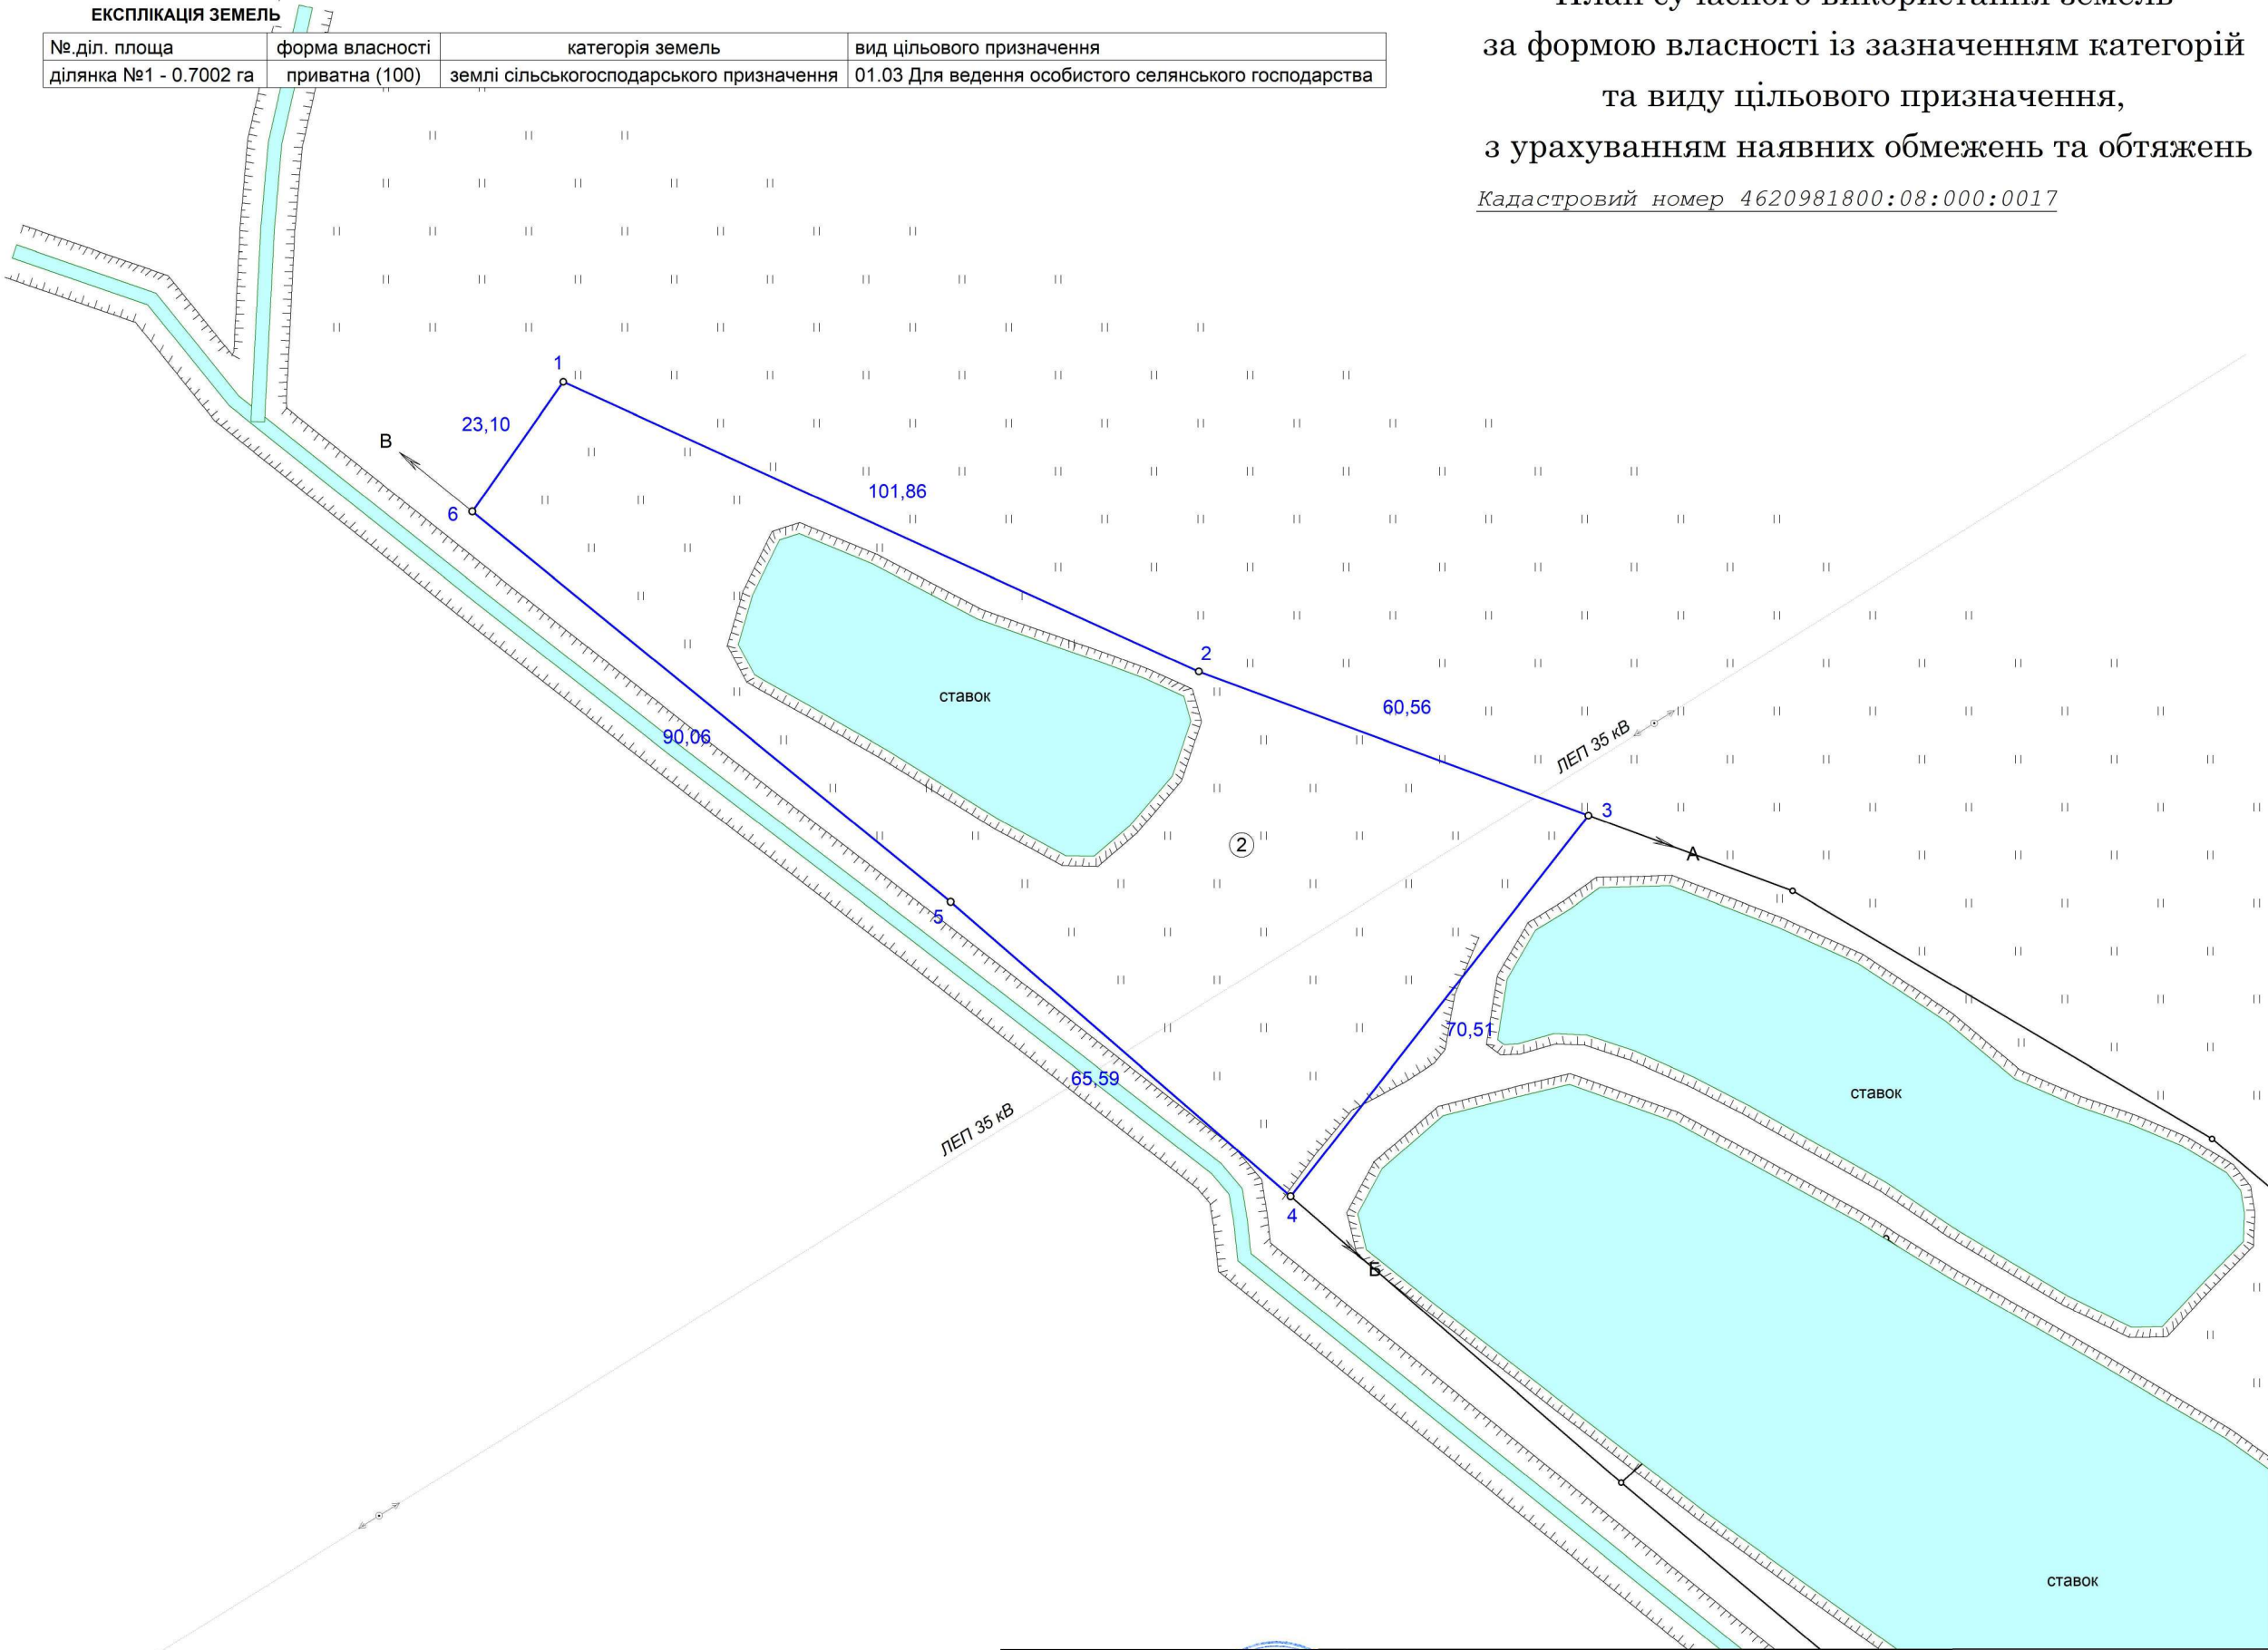 ЕКСПЛІКАЦІЯ ЗЕМЕЛЬ
№.діл. площа форма власності категорія земель вид цільового призначення
ділянка №1 - 0.7002 га приватна (100) землі сільськогосподарського призначення 01.03 Для ведення особистого селянського господарства
План сучасного використання земель
за формою власності із зазначенням категорій
та виду цільового призначення,
з урахуванням наявних обмежень та обтяжень
Кадастровий номер 4620981800:08:000:0017
1
23,10
В
6
101,86
2
ставок
60,56
90,06
ЛЕП 35 кВ
3
2
А
5
70,51
65,59
ставок
ЛЕП 35 кВ
4
Б
ставок